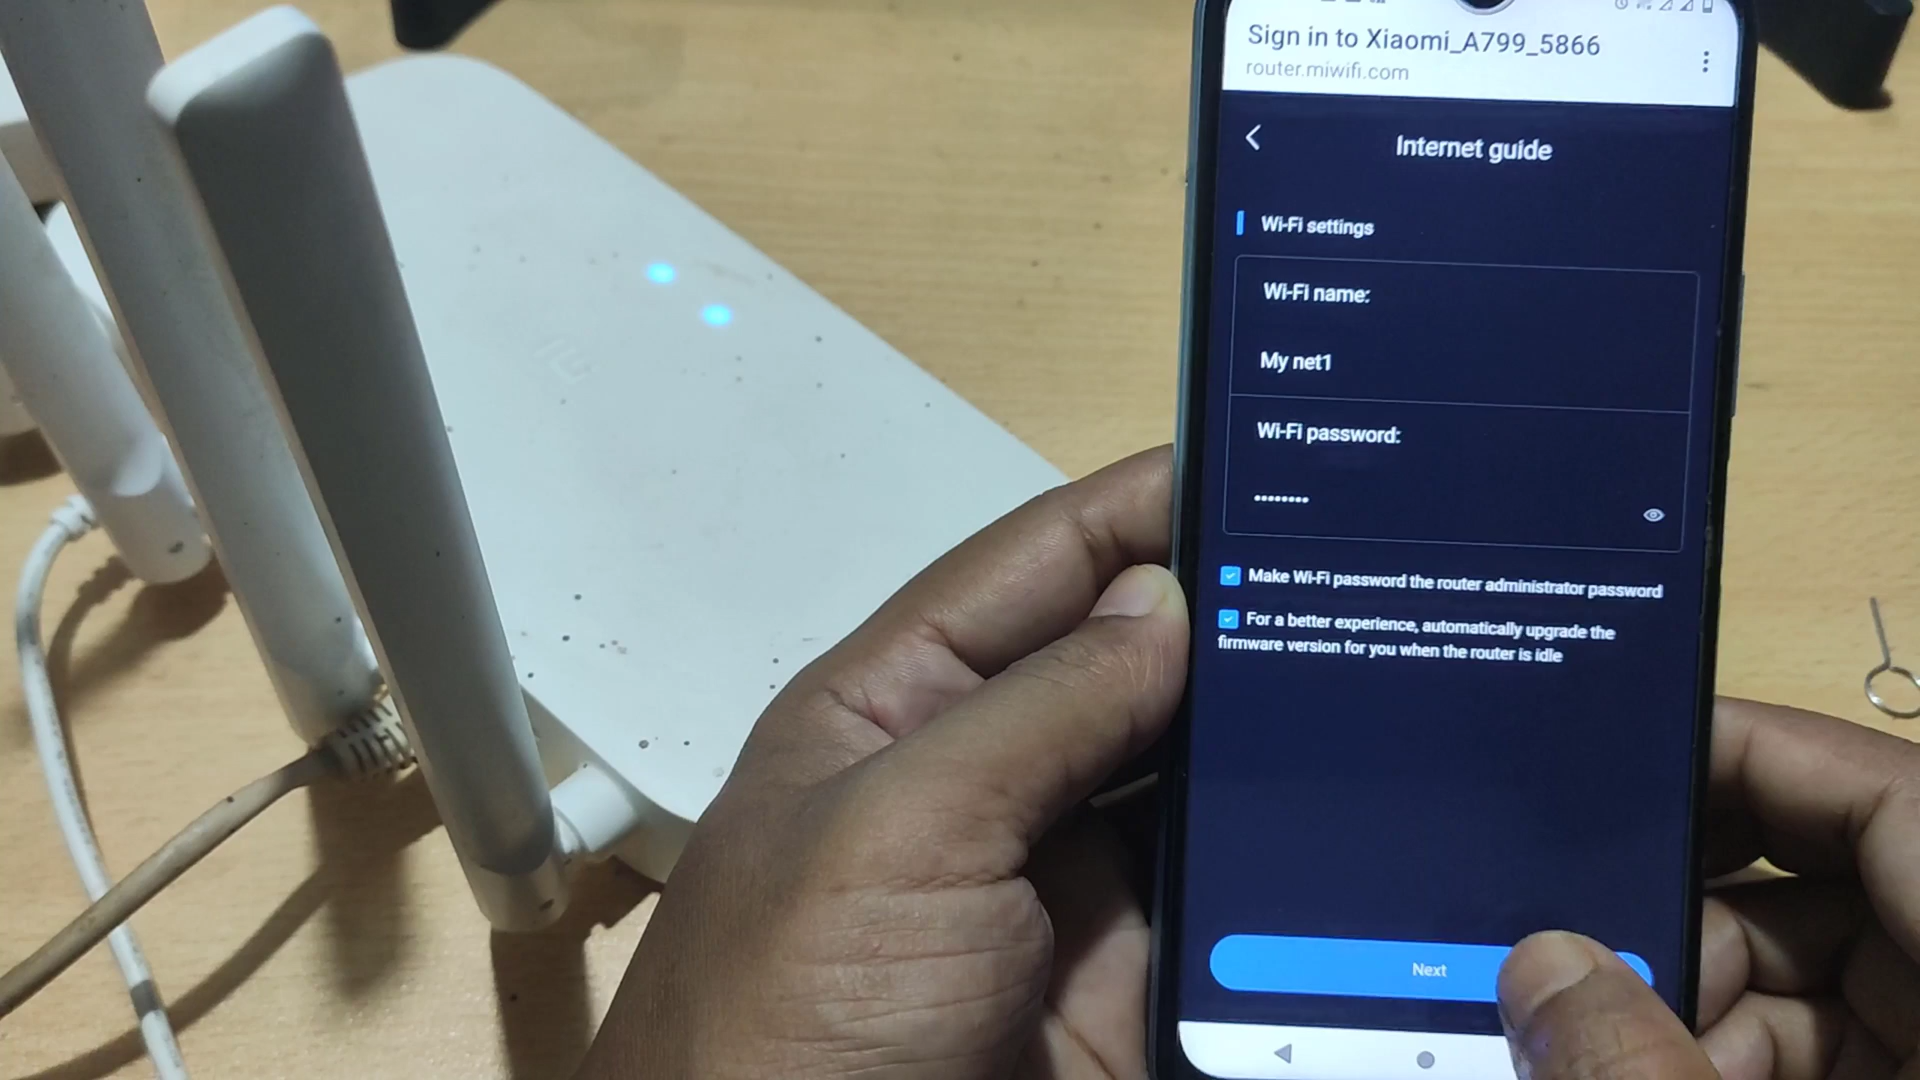 Sign in to Xiaomi_A799_5866
router.miwifi.com
Internet guide
Wi-Fi settings
Wi-Fi name:
My net1
Wi-Fi password:
••••••••
Make Wi-Fi password the router administrator password
For a better experience, automatically upgrade the
firmware version for you when the router is idle
Next